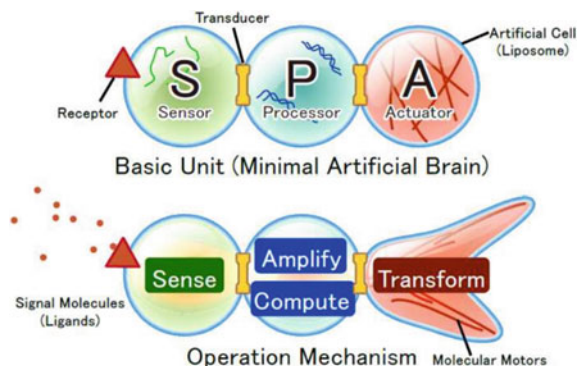 Transducer
Artificial Cell
(Liposome)
S
Sensor
P
Processor
A
Actuator
Receptor
Basic Unit (Minimal Artificial Brain)
Sense
Amplify
Compute
Transform
Signal Molecules
(Ligands)
Operation Mechanism
Molecular Motors